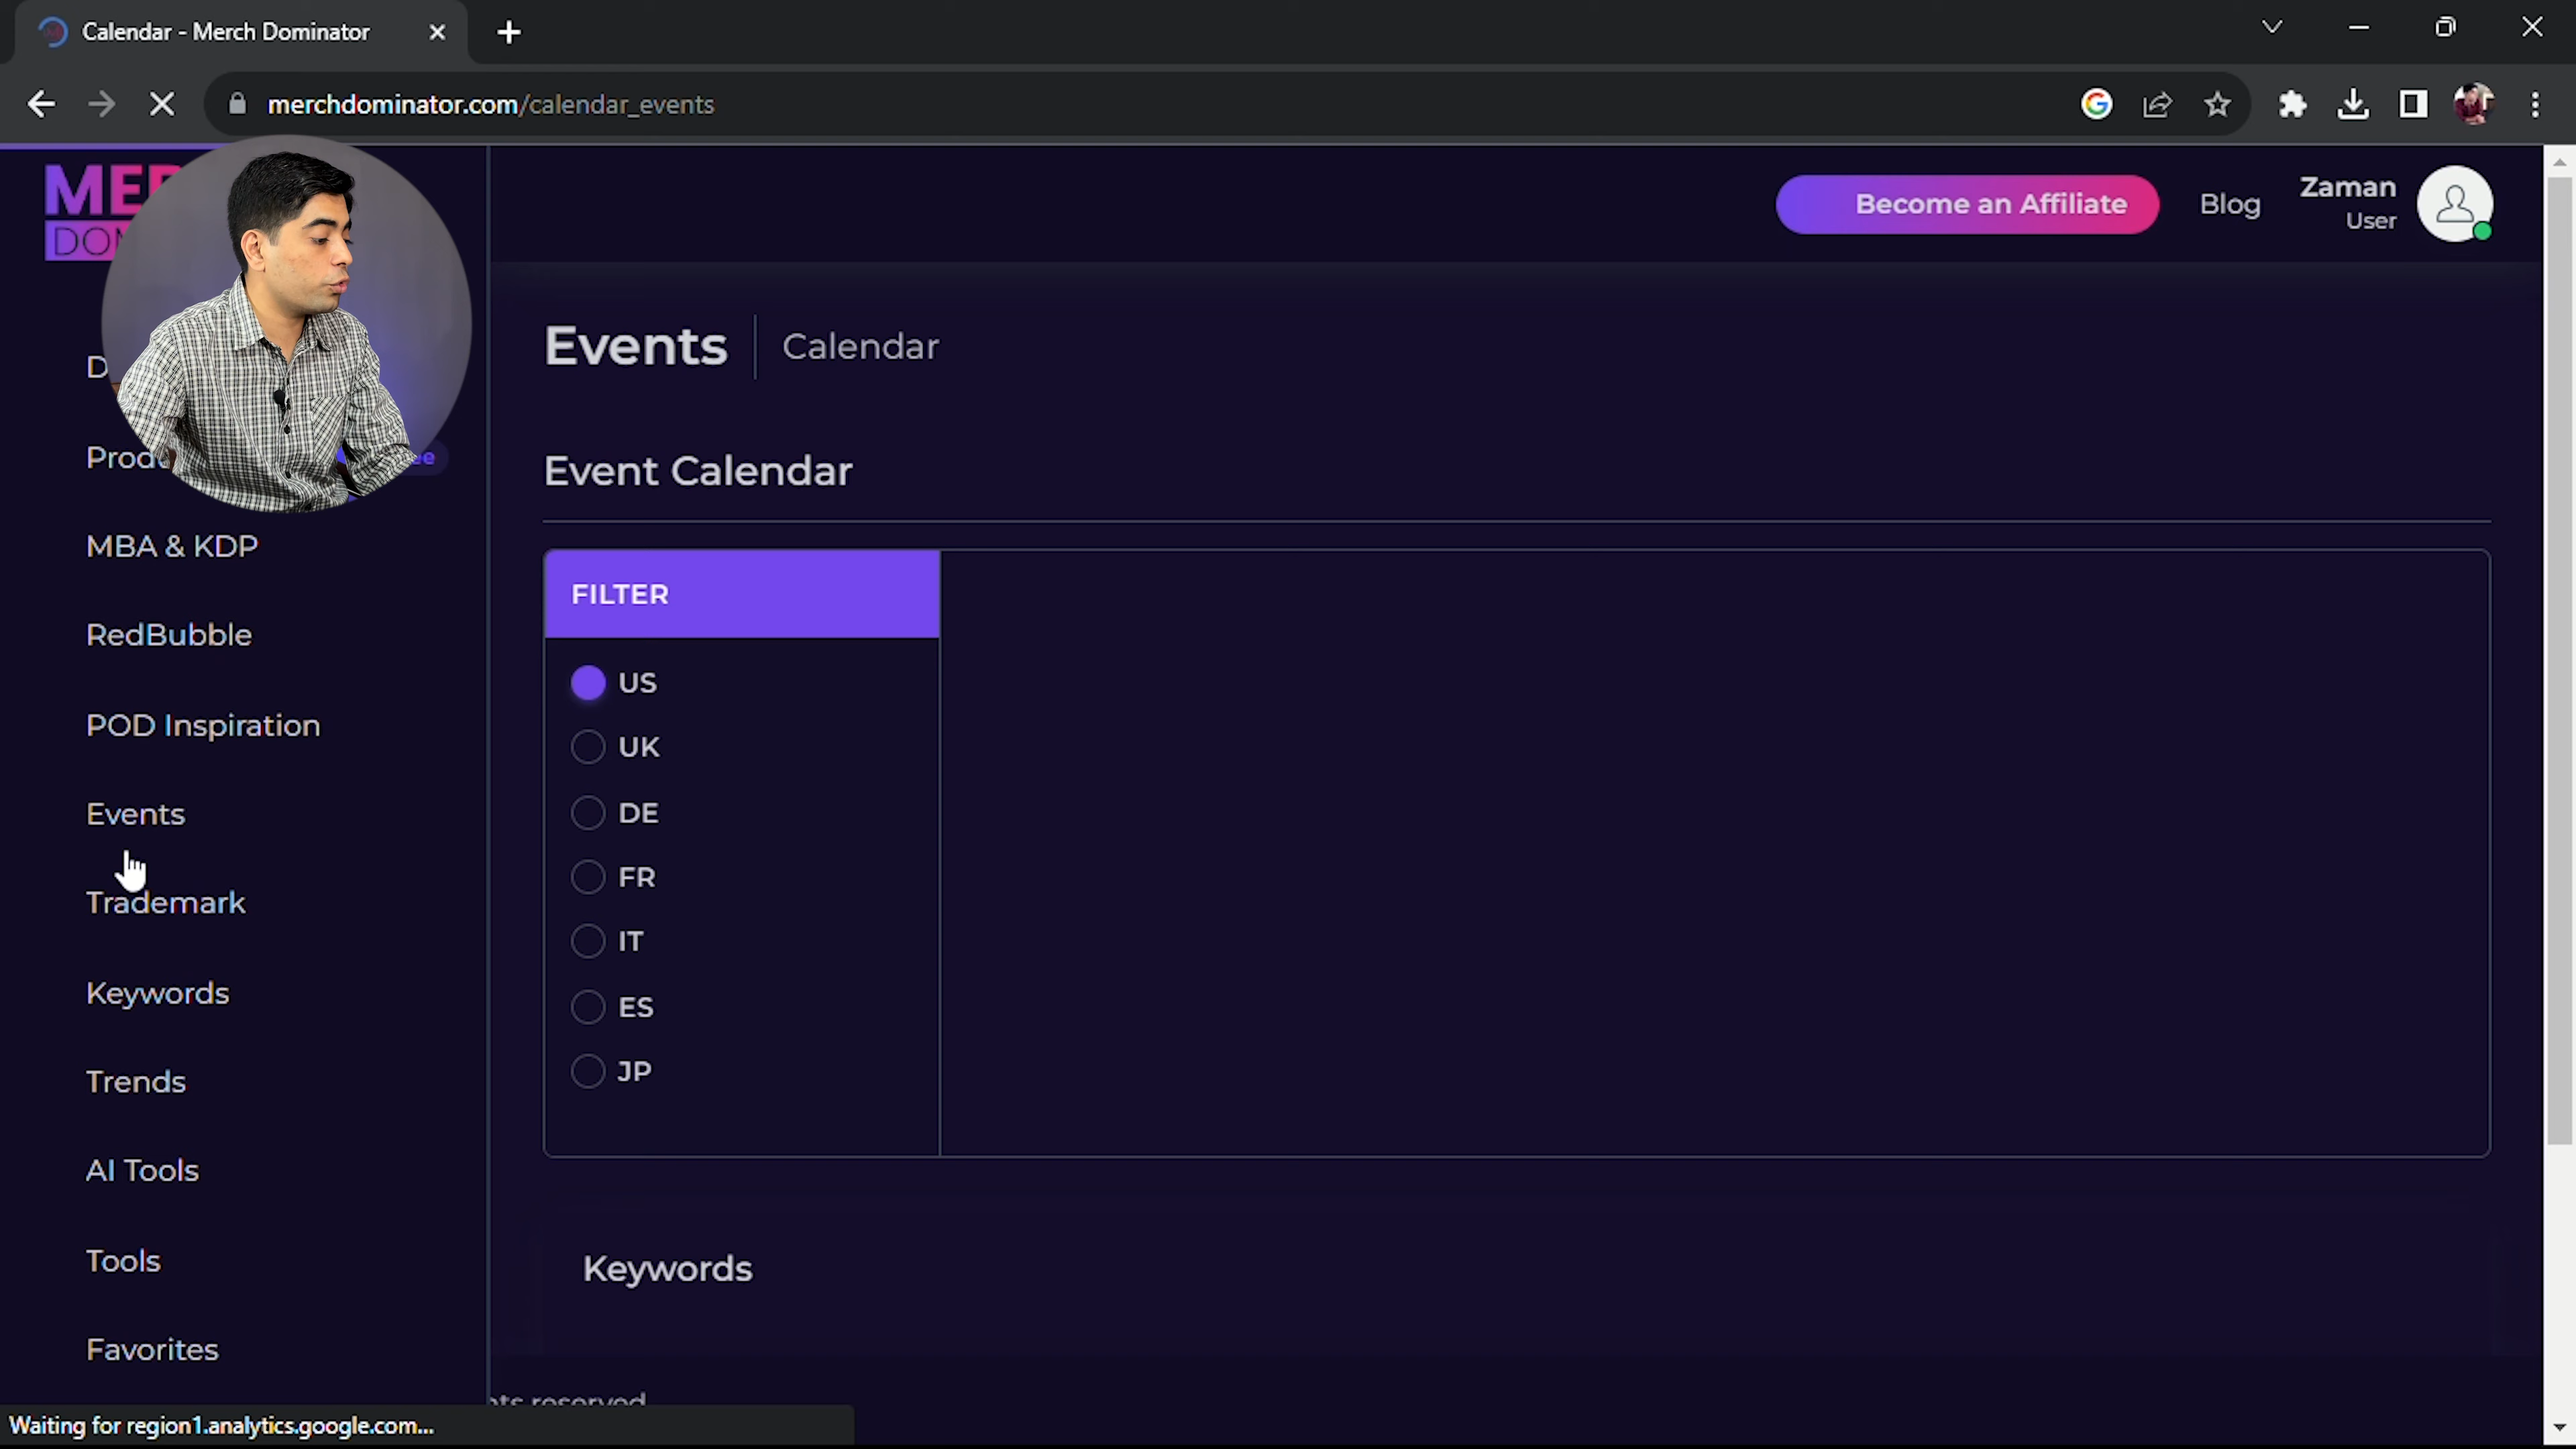 Calendar - Merch Dominator
merchdominator.com/calendar_events
Become an Affiliate
Blog
Zaman
User
Events
Calendar
Event Calendar
FILTER
US
UK
DE
FR
IT
ES
JP
Keywords
MBA & KDP
RedBubble
POD Inspiration
Events
Trademark
Keywords
Trends
AI Tools
Tools
Favorites
reserved
Waiting for region1.analytics.google.com...